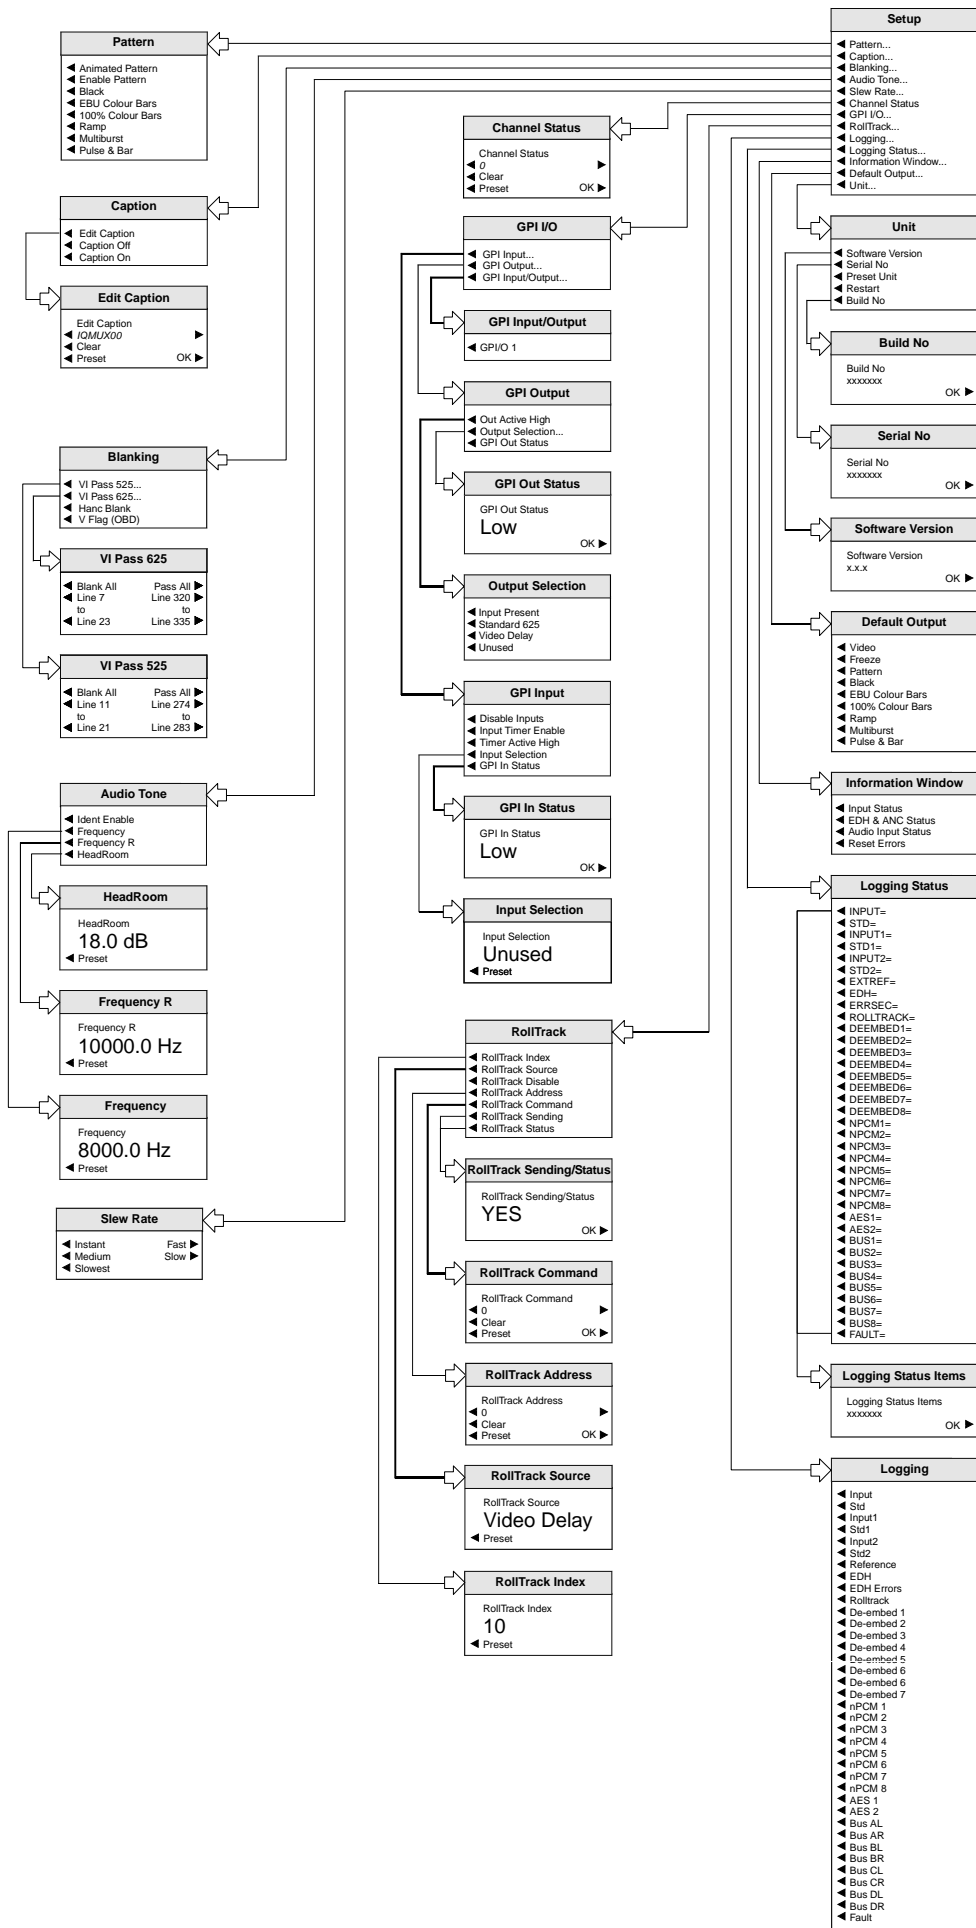 Setup
Pattern...
Caption...
Blanking...
Audio Tone...
Slew Rate...
Channel Status
GPI I/O...
RollTrack...
Logging...
Logging Status...
Information Window...
Default Output...
Unit...
Pattern
Animated Pattern
Enable Pattern
Black
EBU Colour Bars
100% Colour Bars
Ramp
Multiburst
Pulse & Bar
Caption
Edit Caption
Caption Off
Caption On
Edit Caption
Edit Caption
IQMUX00
Clear
Preset OK
Blanking
VI Pass 525...
VI Pass 625...
Hanc Blank
V Flag (OBD)
VI Pass 625
Blank All Pass All
Line 7 Line 320
to to
Line 23 Line 335
VI Pass 525
Blank All Pass All
Line 11 Line 274
to to
Line 21 Line 283
Audio Tone
Ident Enable
Frequency
Frequency R
HeadRoom
HeadRoom
HeadRoom
18.0 dB
Preset
Frequency R
Frequency R
10000.0 Hz
Preset
Frequency
Frequency
8000.0 Hz
Preset
Slew Rate
Instant Fast
Medium Slow
Slowest
Channel Status
Channel Status
0
Clear
Preset OK
GPI I/O
GPI Input...
GPI Output...
GPI Input/Output...
GPI Input/Output
GPI/O 1
GPI Output
Out Active High
Output Selection...
GPI Out Status
GPI Out Status
GPI Out Status
Low
OK
Output Selection
Input Present
Standard 625
Video Delay
Unused
GPI Input
Disable Inputs
Input Timer Enable
Timer Active High
Input Selection
GPI In Status
GPI In Status
GPI In Status
Low
OK
Input Selection
Input Selection
Unused
Preset
RollTrack
RollTrack Index
RollTrack Source
RollTrack Disable
RollTrack Address
RollTrack Command
RollTrack Sending
RollTrack Status
RollTrack Sending/Status
RollTrack Sending/Status
YES
OK
RollTrack Command
RollTrack Command
0
Clear
Preset OK
RollTrack Address
RollTrack Address
0
Clear
Preset OK
RollTrack Source
RollTrack Source
Video Delay
Preset
RollTrack Index
RollTrack Index
10
Preset
Unit
Software Version
Serial No
Preset Unit
Restart
Build No
Build No
Build No
xxxxxxx
OK
Serial No
Serial No
xxxxxxx
OK
Software Version
Software Version
x.x.x
OK
Default Output
Video
Freeze
Pattern
Black
EBU Colour Bars
100% Colour Bars
Ramp
Multiburst
Pulse & Bar
Information Window
Input Status
EDH & ANC Status
Audio Input Status
Reset Errors
Logging Status
INPUT=
STD=
INPUT1=
STD1=
INPUT2=
STD2=
EXTREF=
EDH=
ERRSEC=
ROLLTRACK=
DEEMBED1=
DEEMBED2=
DEEMBED3=
DEEMBED4=
DEEMBED5=
DEEMBED6=
DEEMBED7=
DEEMBED8=
NPCM1=
NPCM2=
NPCM3=
NPCM4=
NPCM5=
NPCM6=
NPCM7=
NPCM8=
AES1=
AES2=
BUS1=
BUS2=
BUS3=
BUS4=
BUS5=
BUS6=
BUS7=
BUS8=
FAULT=
Logging Status Items
Logging Status Items
xxxxxxx
OK
Logging
Input
Std
Input1
Std1
Input2
Std2
Reference
EDH
EDH Errors
Rolltrack
De-embed 1
De-embed 2
De-embed 3
De-embed 4
De-embed 5
De-embed 6
De-embed 6
De-embed 7
nPCM 1
nPCM 2
nPCM 3
nPCM 4
nPCM 5
nPCM 6
nPCM 7
nPCM 8
AES 1
AES 2
Bus AL
Bus AR
Bus BL
Bus BR
Bus CL
Bus CR
Bus DL
Bus DR
Fault